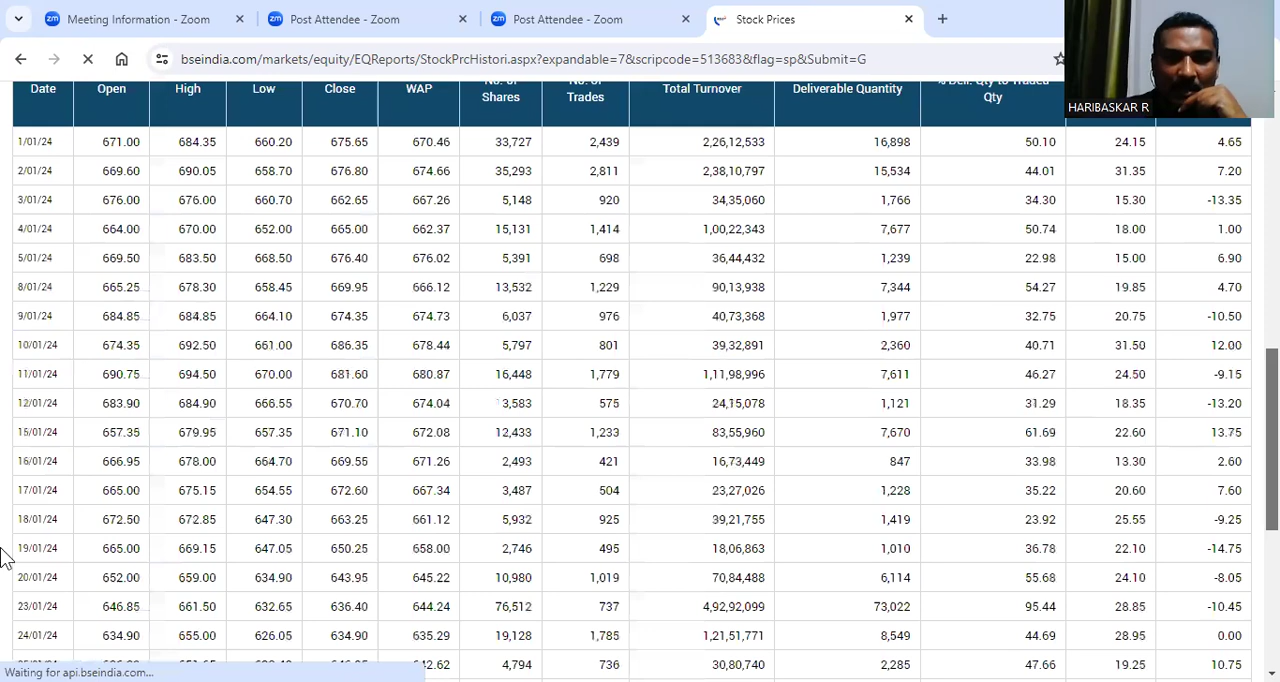 Meeting Information - Zoom
Post Attendee - Zoom
Post Attendee - Zoom
Stock Prices
bseindia.com/markets/equity/EQReports/StockPrcHistori.aspx?expandable=7&scripcode=513683&flag=sp&Submit=G
HARIBASKAR R
Date Open High Low Close WAP No. of Shares No. of Trades Total Turnover Deliverable Quantity % Deli. Qty to Traded Qty
1/01/24 671.00 684.35 660.20 675.65 670.46 33,727 2,439 2,26,12,533 16,898 50.10 24.15 4.65
2/01/24 669.60 690.05 658.70 676.80 674.66 35,293 2,811 2,38,10,797 15,534 44.01 31.35 7.20
3/01/24 676.00 676.00 660.70 662.65 667.26 5,148 920 34,35,060 1,766 34.30 15.30 -13.35
4/01/24 664.00 670.00 652.00 665.00 662.37 15,131 1,414 1,00,22,343 7,677 50.74 18.00 1.00
5/01/24 669.50 683.50 668.50 676.40 676.02 5,391 698 36,44,432 1,239 22.98 15.00 6.90
8/01/24 665.25 678.30 658.45 669.95 666.12 13,532 1,229 90,13,938 7,344 54.27 19.85 4.70
9/01/24 684.85 684.85 664.10 674.35 674.73 6,037 976 40,73,368 1,977 32.75 20.75 -10.50
10/01/24 674.35 692.50 661.00 686.35 678.44 5,797 801 39,32,891 2,360 40.71 31.50 12.00
11/01/24 690.75 694.50 670.00 681.60 680.87 16,448 1,779 1,11,98,996 7,611 46.27 24.50 -9.15
12/01/24 683.90 684.90 666.55 670.70 674.04 3,583 575 24,15,078 1,121 31.29 18.35 -13.20
15/01/24 657.35 679.95 657.35 671.10 672.08 12,433 1,233 83,55,960 7,670 61.69 22.60 13.75
16/01/24 666.95 678.00 664.70 669.55 671.26 2,493 421 16,73,449 847 33.98 13.30 2.60
17/01/24 665.00 675.15 654.55 672.60 667.34 3,487 504 23,27,026 1,228 35.22 20.60 7.60
18/01/24 672.50 672.85 647.30 663.25 661.12 5,932 925 39,21,755 1,419 23.92 25.55 -9.25
19/01/24 665.00 669.15 647.05 650.25 658.00 2,746 495 18,06,863 1,010 36.78 22.10 -14.75
20/01/24 652.00 659.00 634.90 643.95 645.22 10,980 1,019 70,84,488 6,114 55.68 24.10 -8.05
23/01/24 646.85 661.50 632.65 636.40 644.24 76,512 737 4,92,92,099 73,022 95.44 28.85 -10.45
24/01/24 634.90 655.00 626.05 634.90 635.29 19,128 1,785 1,21,51,771 8,549 44.69 28.95 0.00
4,794 736 30,80,740 2,285 47.66 19.25 10.75
Waiting for api.bseindia.com...